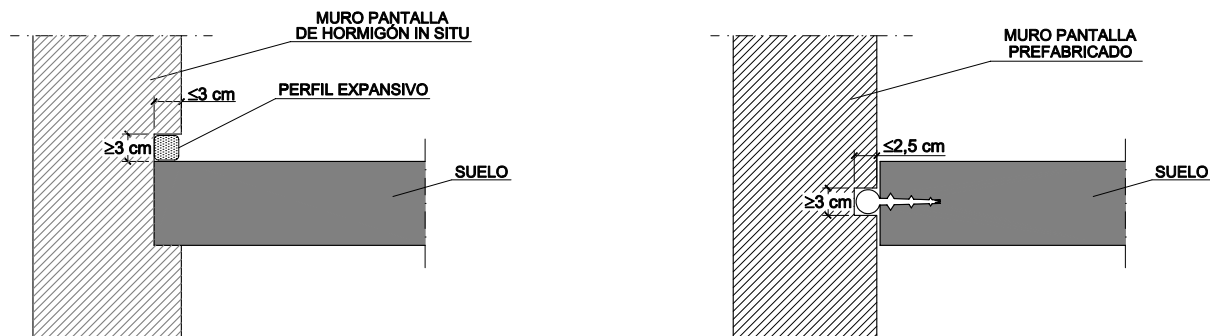 MURO PANTALLA
DE HORMIGÓN IN SITU
≤3 cm
PERFIL EXPANSIVO
≥3 cm
SUELO
MURO PANTALLA
PREFABRICADO
≤2,5 cm
≥3 cm
SUELO